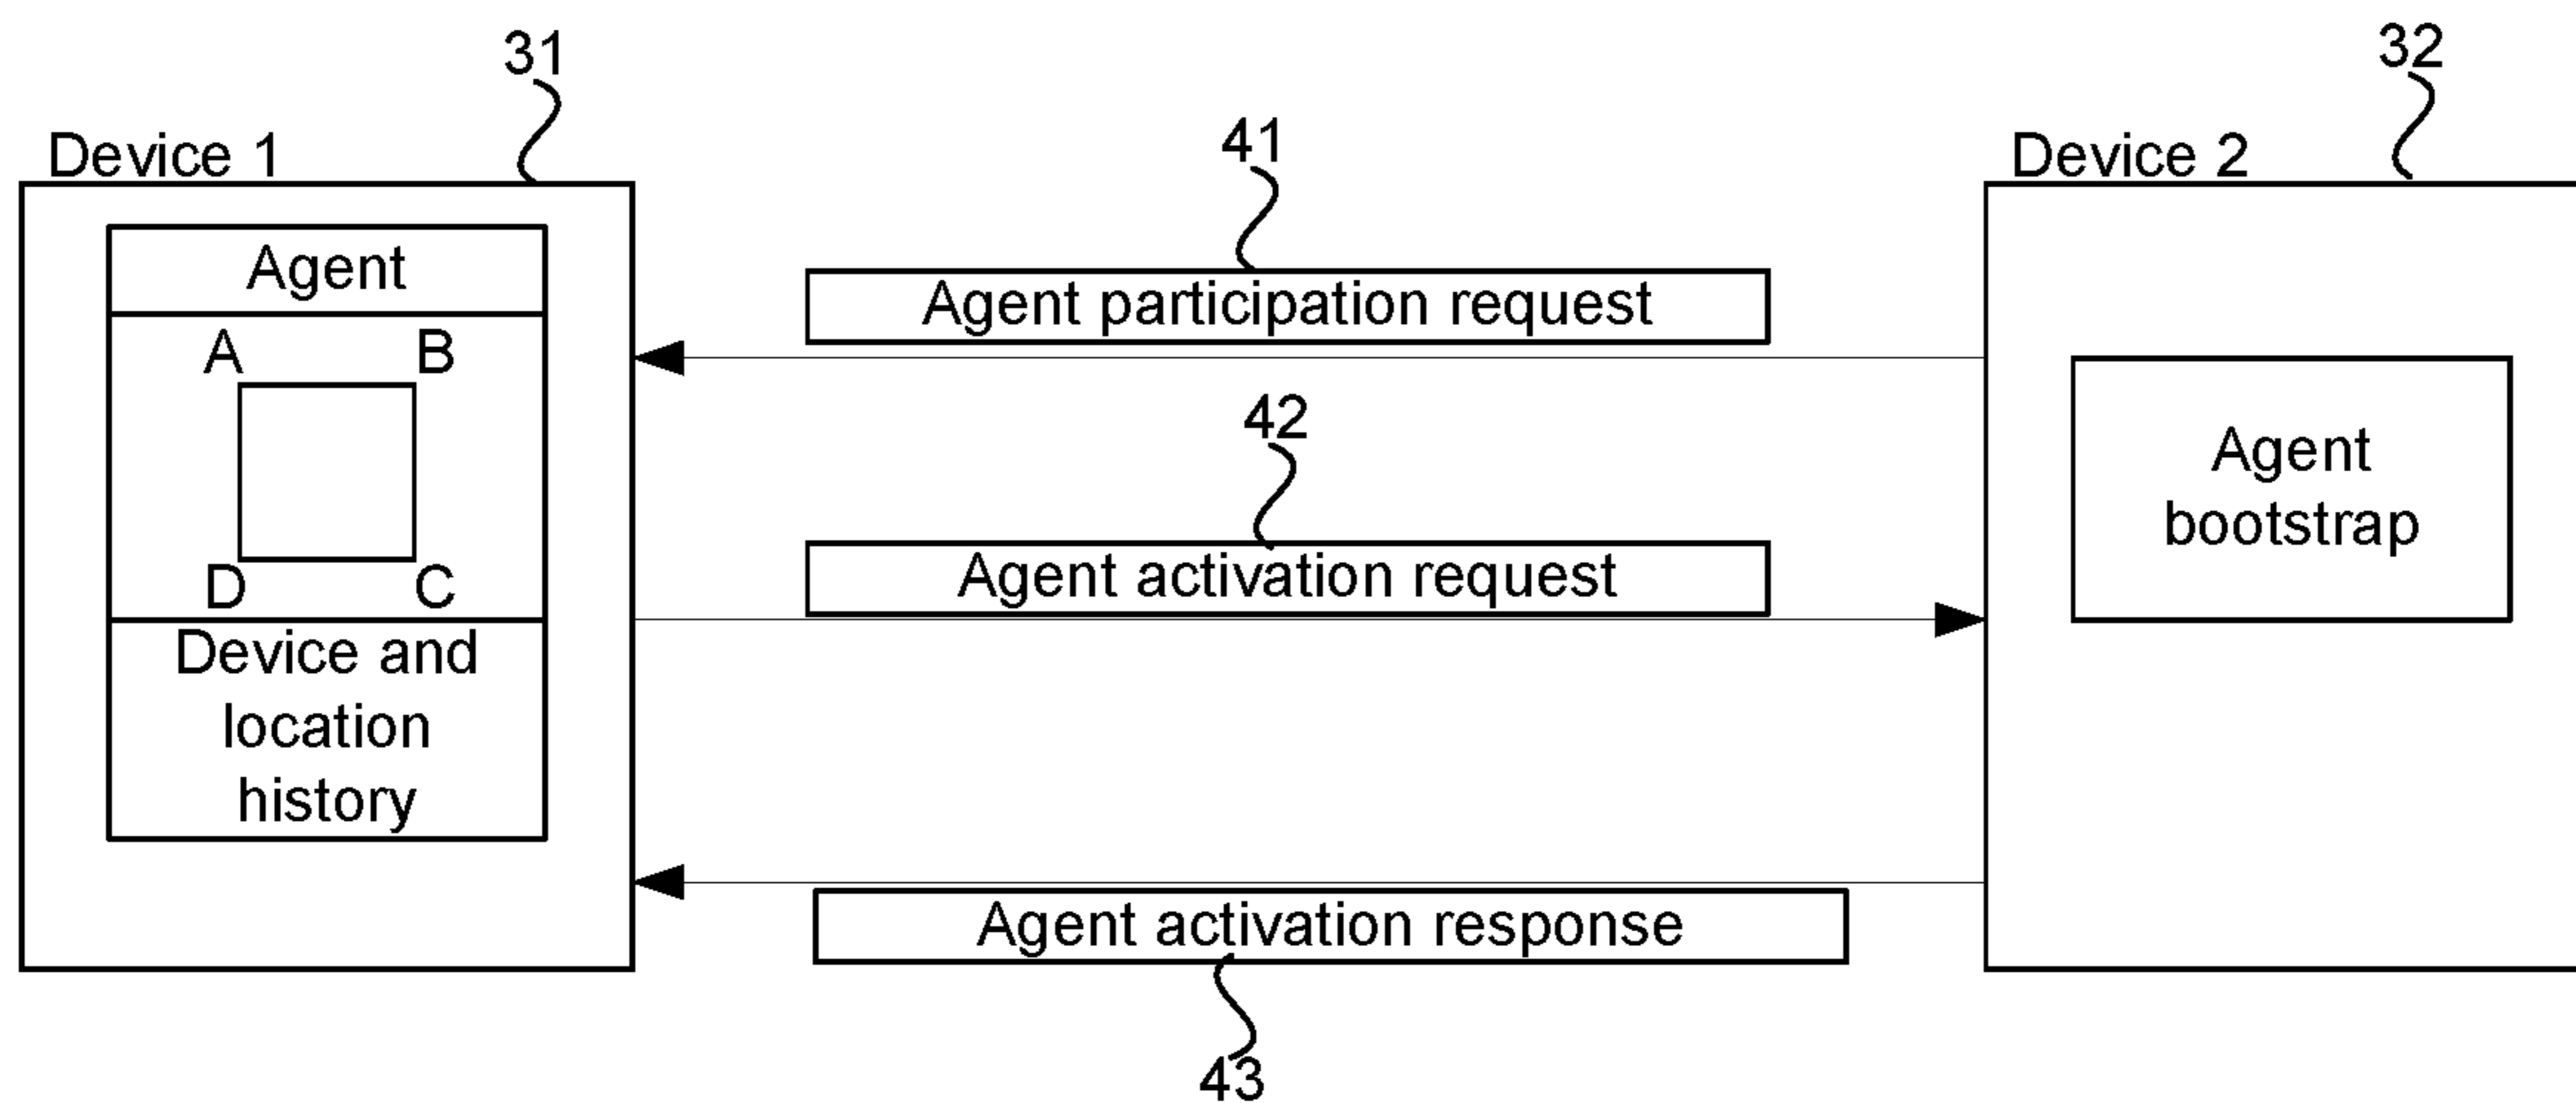 31
32
Device 1
41
Device 2
Agent
Agent participation request
A
B
42
Agent
bootstrap
Agent activation request
D
C
Device and
location
history
Agent activation response
43